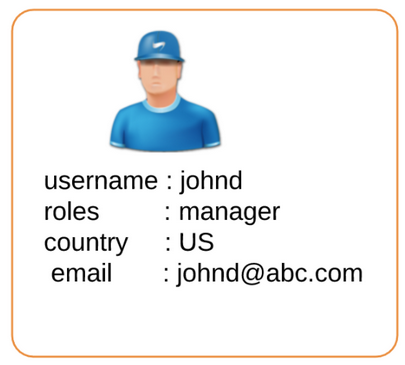 username : johnd
roles : manager
country : US
email : johnd@abc.com